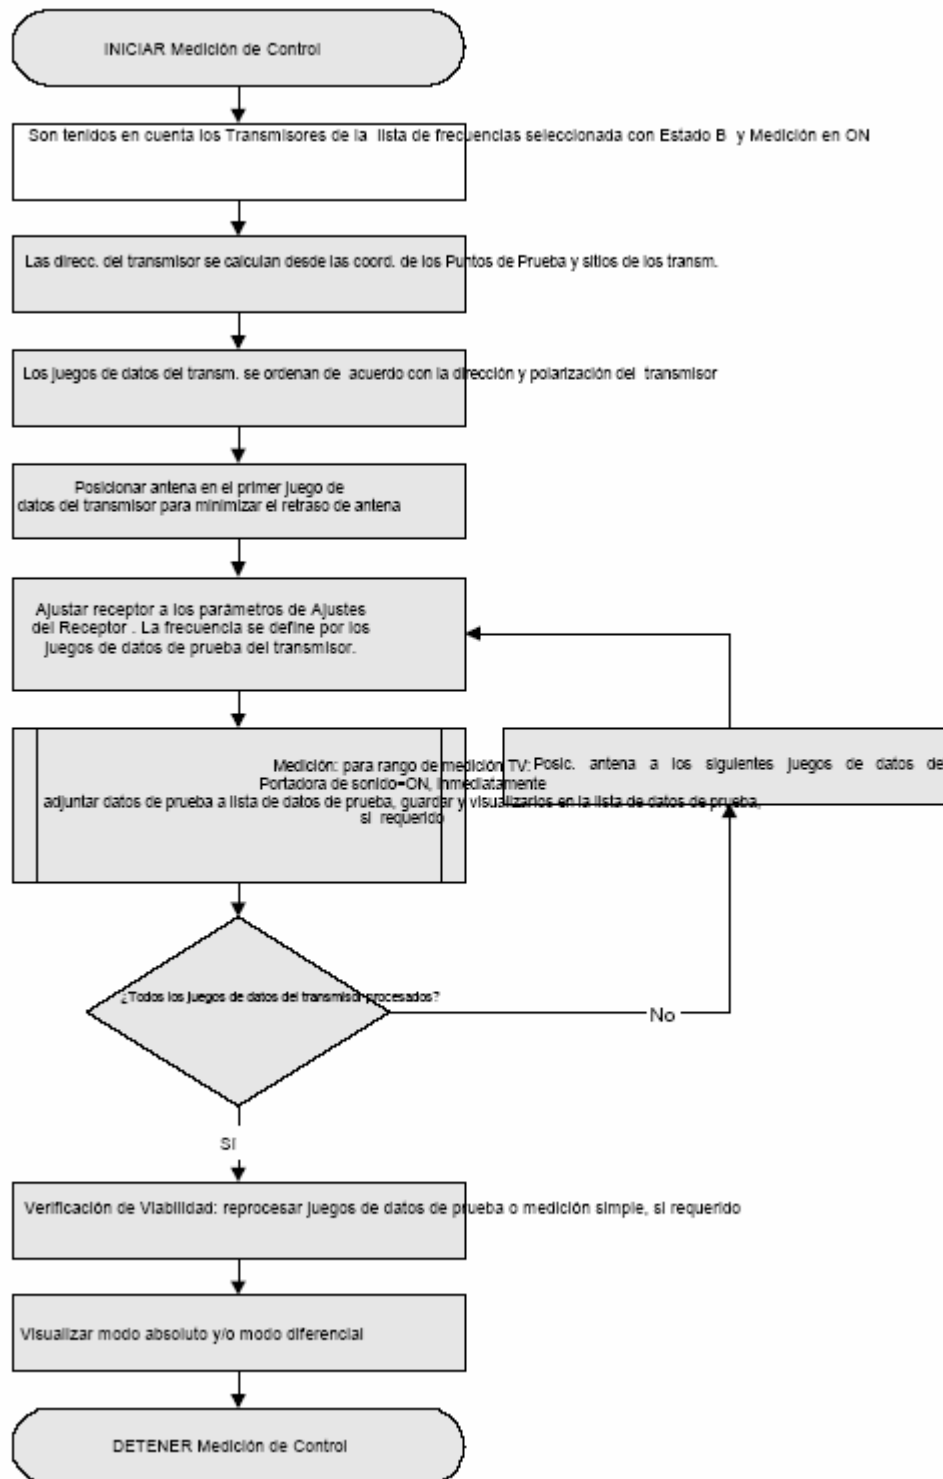 INICIAR Medición de Control
Son tenidos en cuenta los Transmisores de la lista de frecuencias seleccionada con Estado B y Medición en ON
Las direcc. del transmisor se calculan desde las coord. de los Puntos de Prueba y sitios de los transm.
Los juegos de datos del transm. se ordenan de acuerdo con la dirección y polarización del transmisor
Posicionar antena en el primer juego de
datos del transmisor para minimizar el retraso de antena
Ajustar receptor a los parámetros de Ajustes
del Receptor . La frecuencia se define por los
juegos de datos de prueba del transmisor.
Medición: para rango de medición TV:
Portadora de sonido=ON, inmediatamente
adjuntar datos de prueba a lista de datos de prueba, guardar y visualizarlos en la lista de datos de prueba,
si requerido
Posic. antena a los siguientes juegos de datos de
¿Todos los juegos de datos del transmisor procesados?
No
Sí
Verificación de Viabilidad: reprocesar juegos de datos de prueba o medición simple, si requerido
Visualizar modo absoluto y/o modo diferencial
DETENER Medición de Control